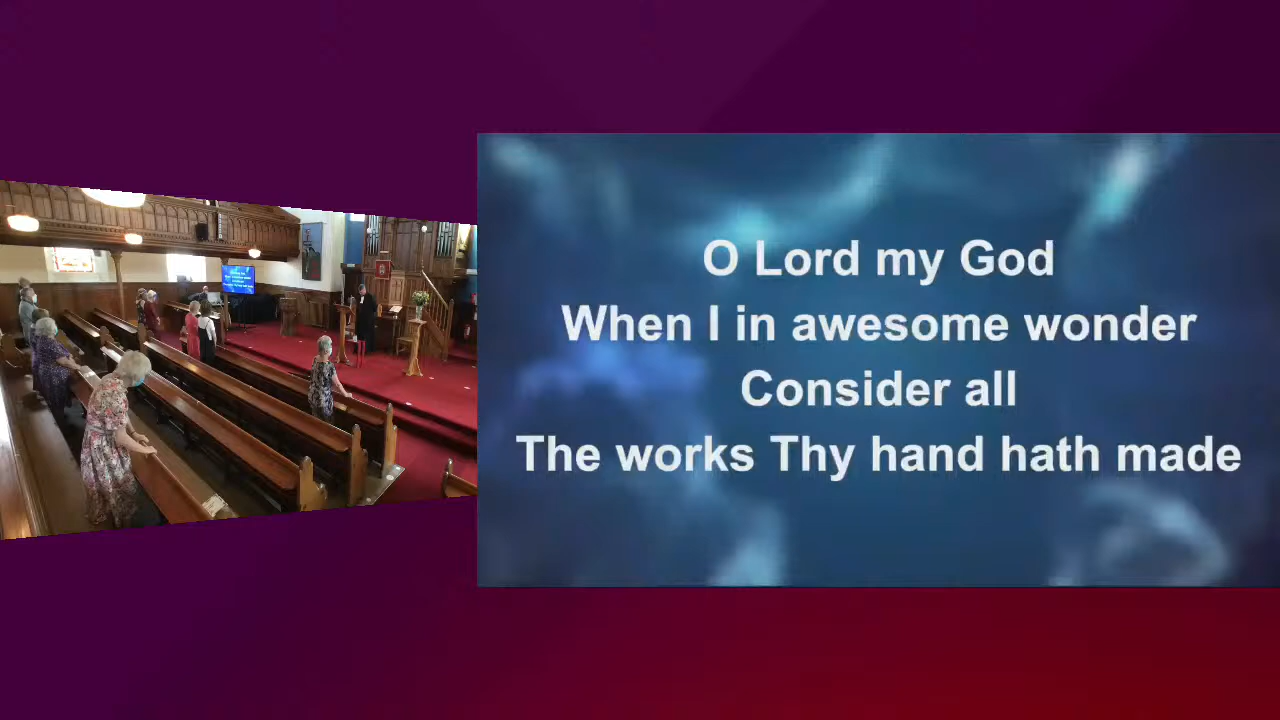 O Lord my God
When I in awesome wonder
Consider all
The works Thy hand hath made